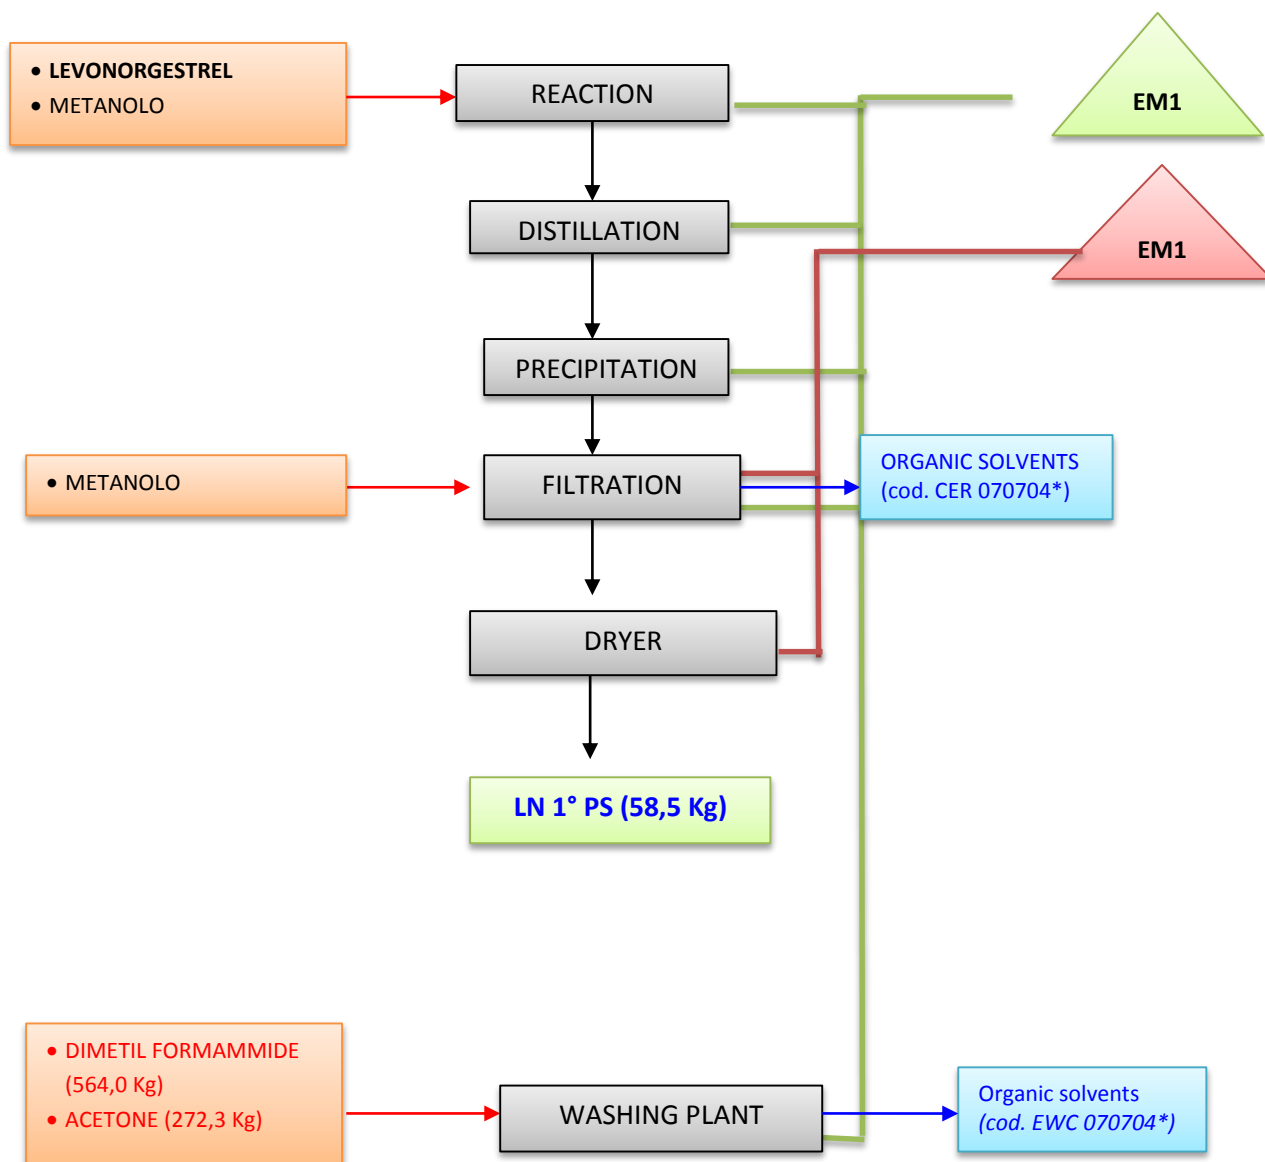 • LEVONORGESTREL
• METANOLO
REACTION
EM1
DISTILLATION
EM1
PRECIPITATION
• METANOLO
FILTRATION
ORGANIC SOLVENTS
(cod. CER 070704*)
DRYER
LN 1° PS (58,5 Kg)
• DIMETIL FORMAMMIDE
(564,0 Kg)
• ACETONE (272,3 Kg)
WASHING PLANT
Organic solvents
(cod. EWC 070704*)